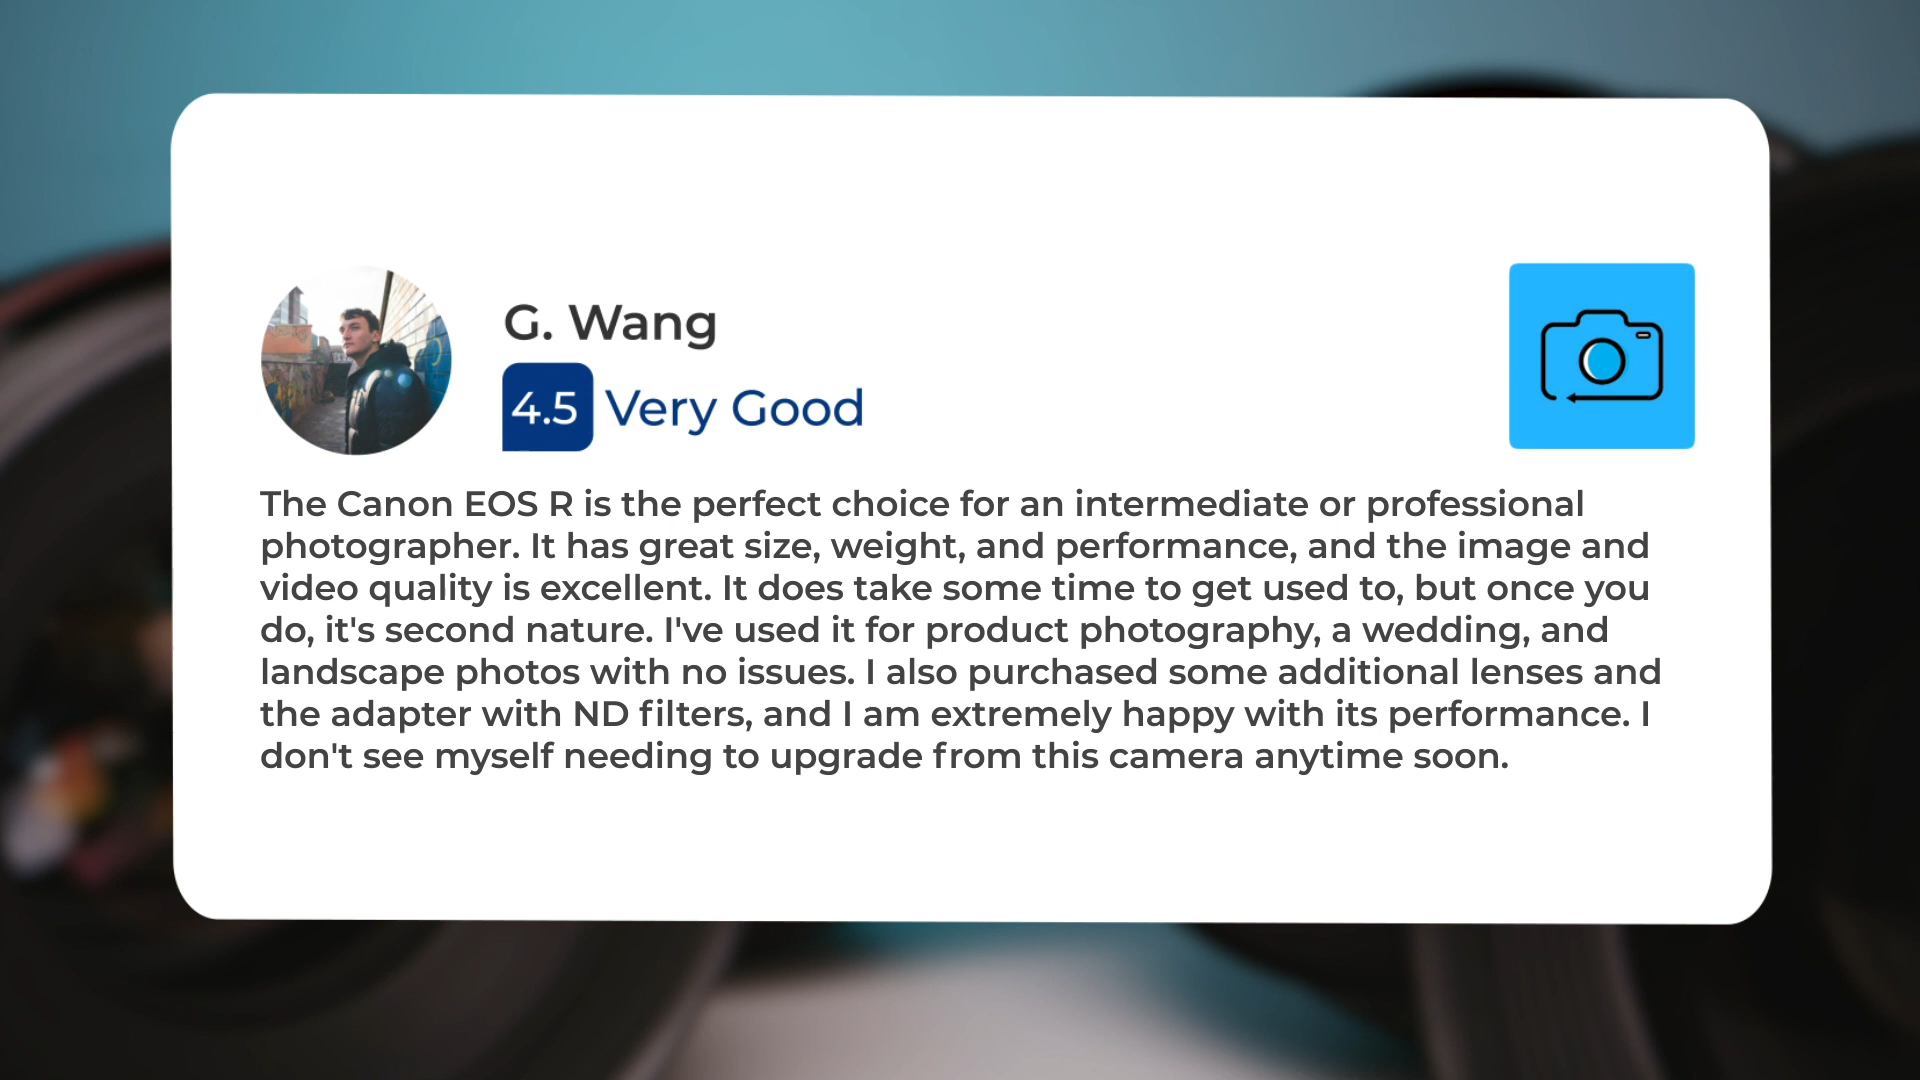 G. Wang
4.5 Very Good
The Canon EOS R is the perfect choice for an intermediate or professional
photographer. It has great size, weight, and performance, and the image and
video quality is excellent. It does take some time to get used to, but once you
do, it's second nature. I've used it for product photography, a wedding, and
landscape photos with no issues. I also purchased some additional lenses and
the adapter with ND filters, and I am extremely happy with its performance. I
don't see myself needing to upgrade from this camera anytime soon.